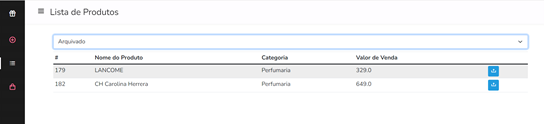 Lista de Produtos
Arquivado
# Nome do Produto Categoria Valor de Venda
179 LANCOME Perfumaria 329.0
182 CH Carolina Herrera Perfumaria 649.0